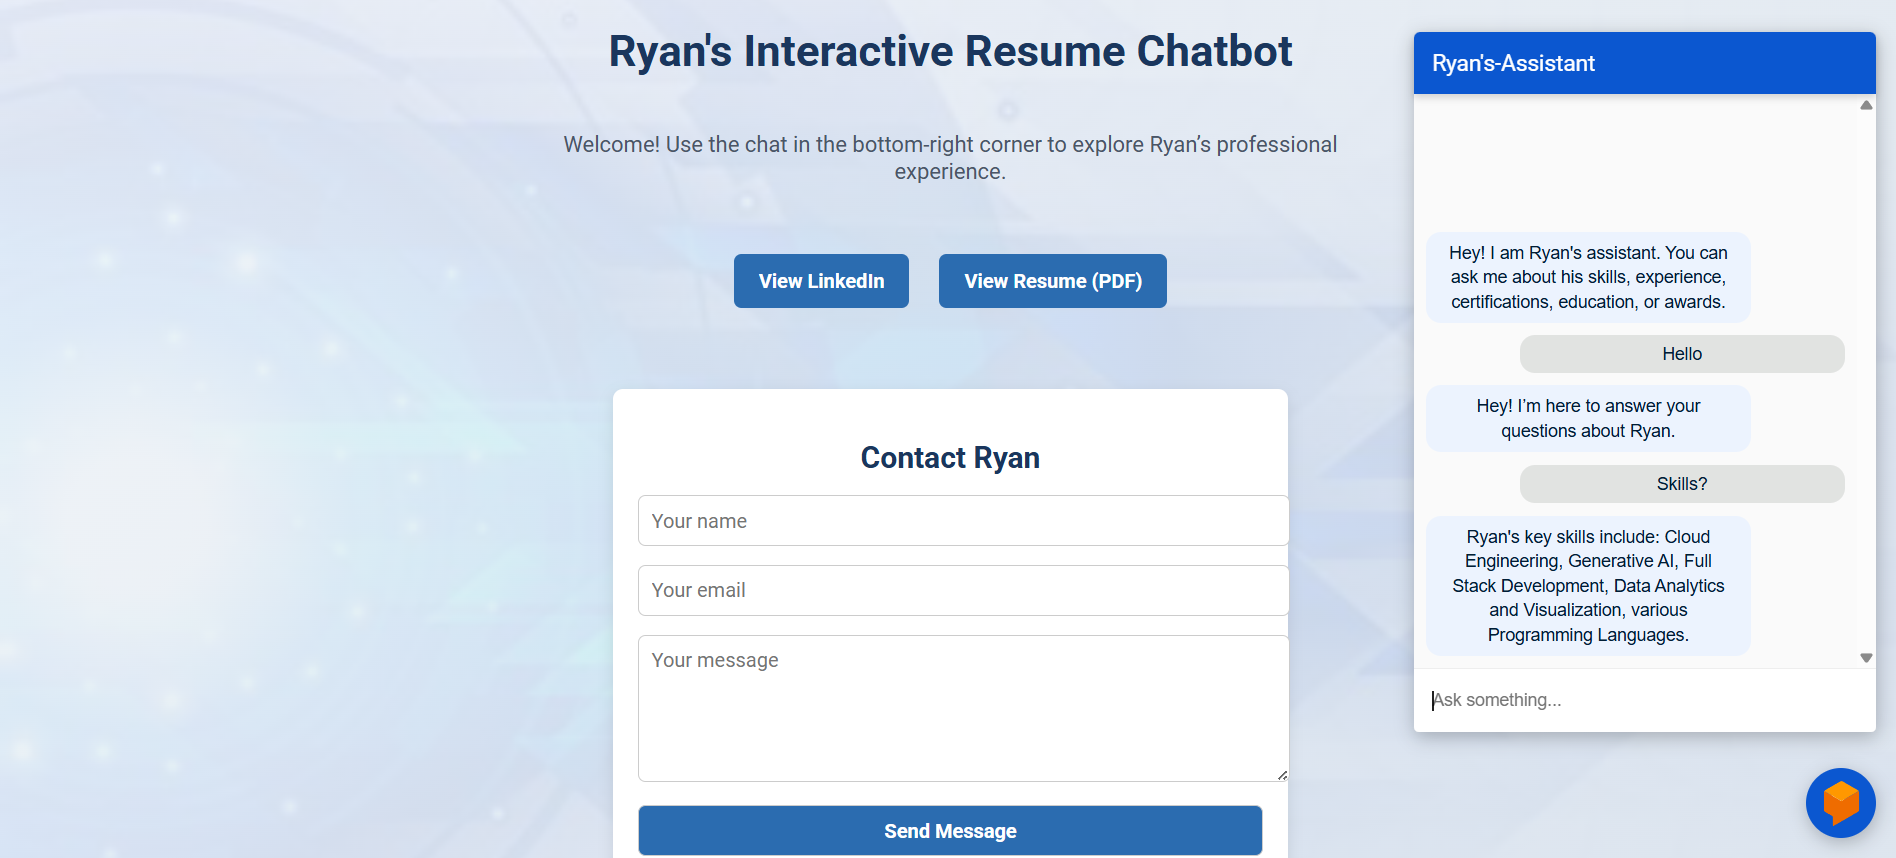 Ryan's Interactive Resume Chatbot
Welcome! Use the chat in the bottom-right corner to explore Ryan’s professional
experience.
View LinkedIn
View Resume (PDF)
Contact Ryan
Your name
Your email
Your message
Send Message
Ryan's-Assistant
Hey! I am Ryan's assistant. You can
ask me about his skills, experience,
certifications, education, or awards.
Hello
Hey! I’m here to answer your
questions about Ryan.
Skills?
Ryan's key skills include: Cloud
Engineering, Generative AI, Full
Stack Development, Data Analytics
and Visualization, various
Programming Languages.
Ask something...